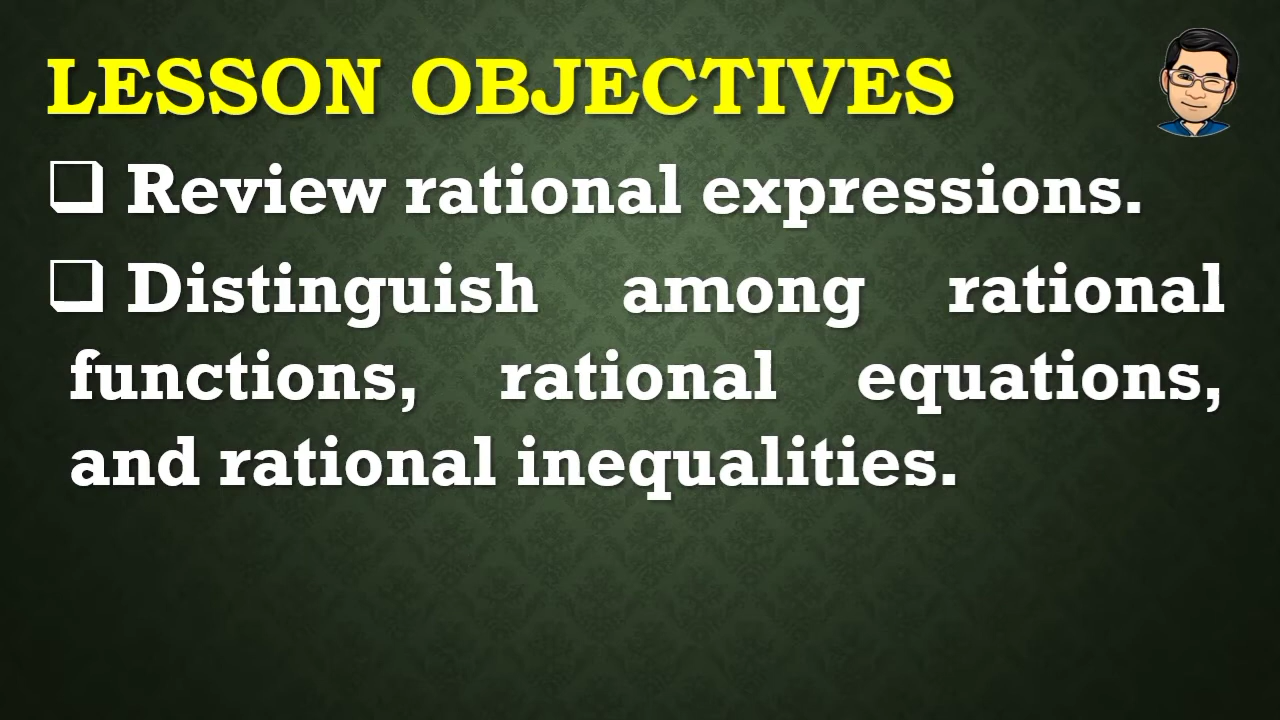 LESSON OBJECTIVES
❑ Review rational expressions.
❑ Distinguish among rational
functions, rational equations,
and rational inequalities.